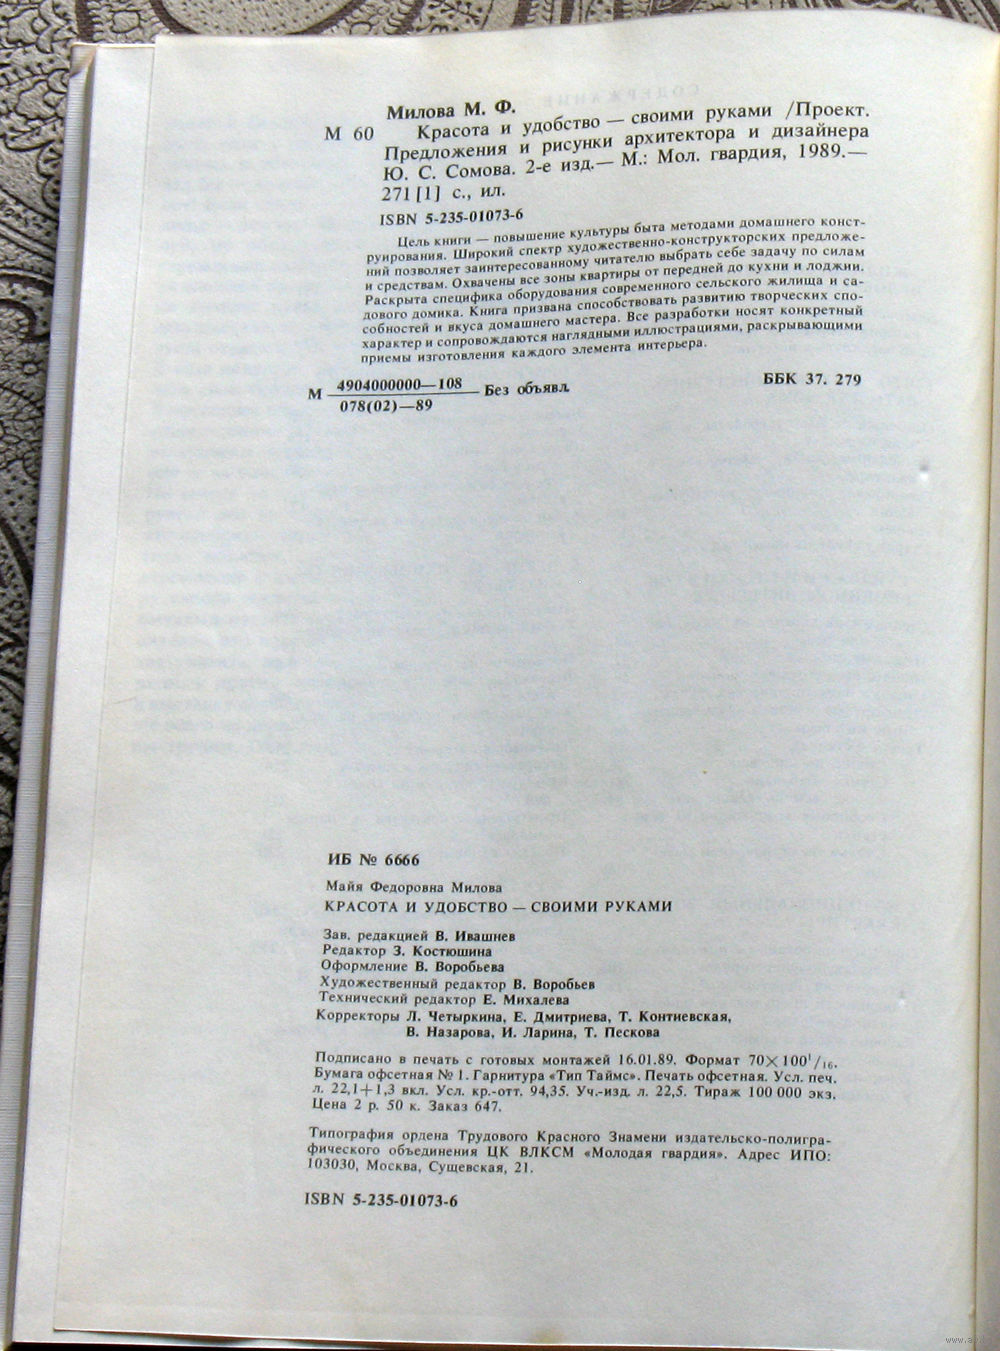 Милова М. Ф.
М 60 Красота и удобство — своими руками /Проект.
Предложения и рисунки архитектора и дизайнера
Ю. С. Сомова. 2-е изд.— М.: Мол. гвардия, 1989.—
271[1] с., ил.
ISBN 5-235-01073-6
Цель книги — повышение культуры быта методами домашнего конст-
руирования. Широкий спектр художественно-конструкторских предложе-
ний позволяет заинтересованному читателю выбрать себе задачу по силам
и средствам. Охвачены все зоны квартиры от передней до кухни и лоджии.
Раскрыта специфика оборудования современного сельского жилища и са-
дового домика. Книга призвана способствовать развитию творческих спо-
собностей и вкуса домашнего мастера. Все разработки носят конкретный
характер и сопровождаются наглядными иллюстрациями, раскрывающими
приемы изготовления каждого элемента интерьера.
М 4904000000—108 Без объявл. ББК 37. 279
078(02)—89
ИБ № 6666
Майя Федоровна Милова
КРАСОТА И УДОБСТВО — СВОИМИ РУКАМИ
Зав. редакцией В. Ивашнев
Редактор З. Костюшина
Оформление В. Воробьева
Художественный редактор В. Воробьев
Технический редактор Е. Михалева
Корректоры Л. Четыркина, Е. Дмитриева, Т. Контиевская,
В. Назарова, И. Ларина, Т. Пескова
Подписано в печать с готовых монтажей 16.01.89. Формат 70×100¹/₁₆.
Бумага офсетная № 1. Гарнитура «Тип Таймс». Печать офсетная. Усл. печ.
л. 22,1+1,3 вкл. Усл. кр.-отт. 94,35. Уч.-изд. л. 22,5. Тираж 100 000 экз.
Цена 2 р. 50 к. Заказ 647.
Типография ордена Трудового Красного Знамени издательско-полигра-
фического объединения ЦК ВЛКСМ «Молодая гвардия». Адрес ИПО:
103030, Москва, Сущевская, 21.
ISBN 5-235-01073-6